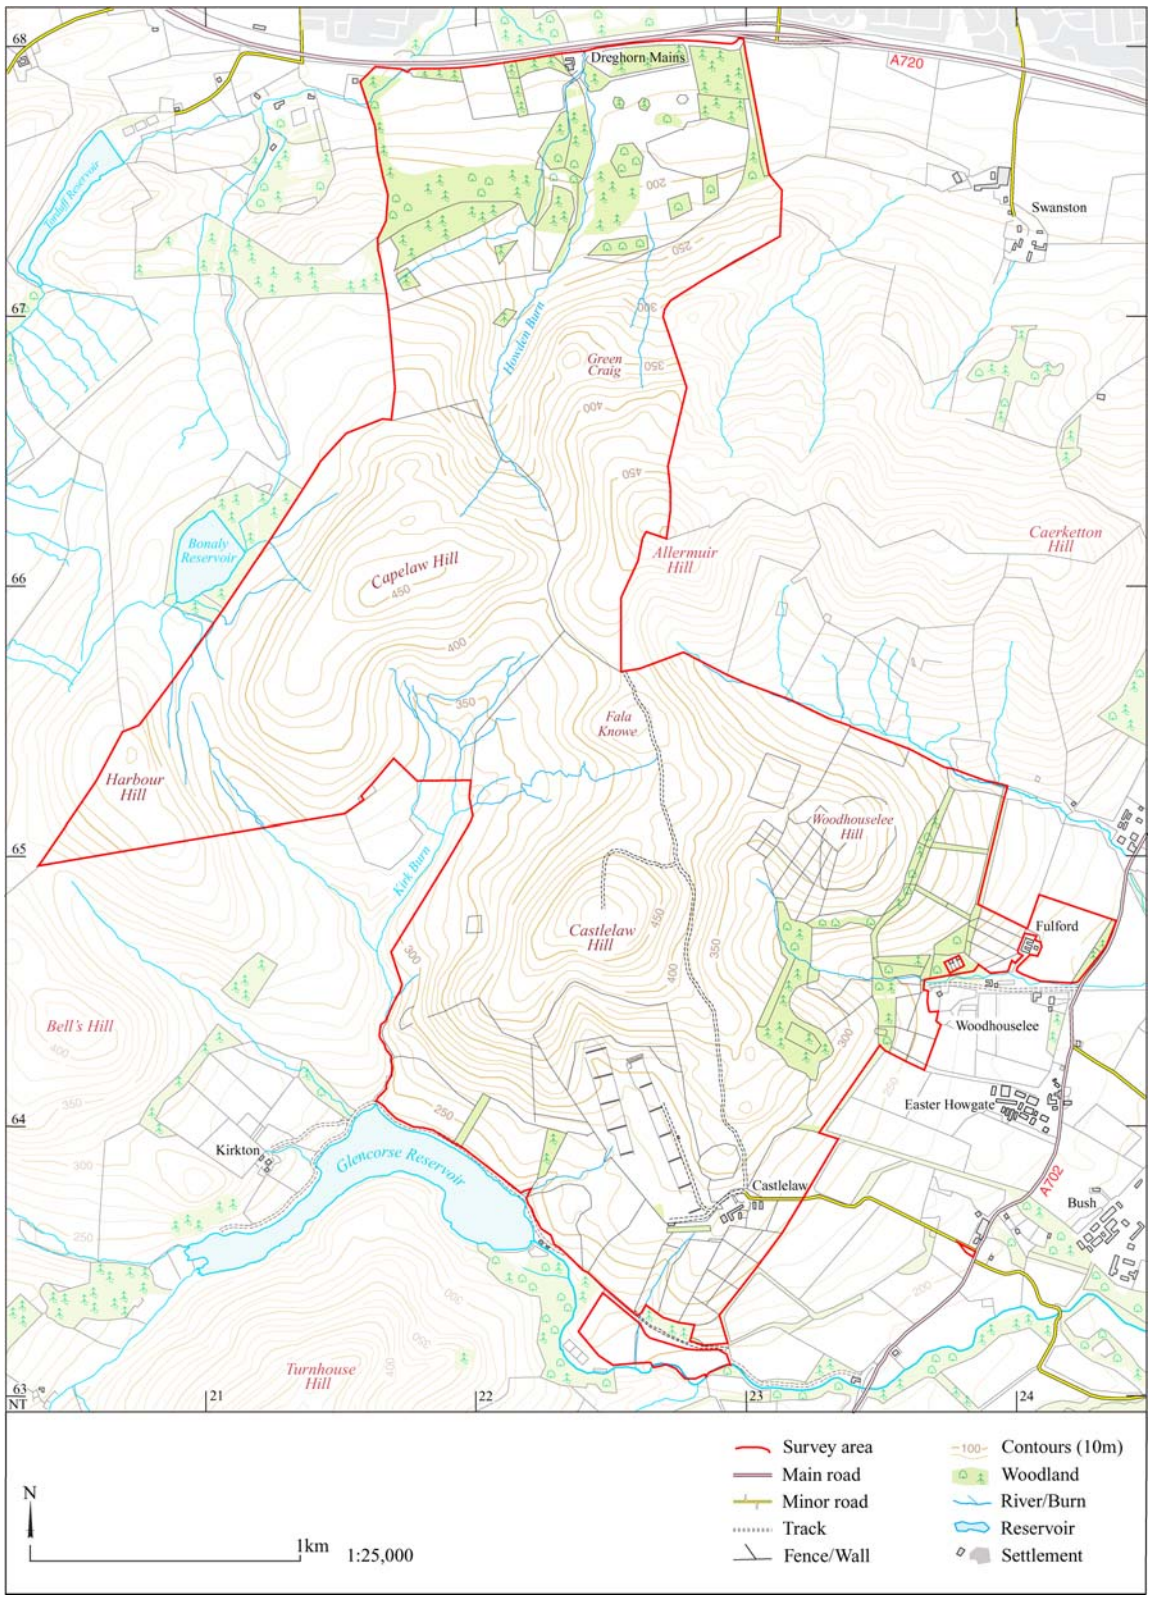 68
Dreghorn Mains
A720
Torduff Reservoir
200
Swanston
250
67
300
Howden Burn
Green
Craig
350
400
450
Bonaly
Reservoir
Caerketton
Hill
Allermuir
Hill
Capelaw Hill
66
450
400
350
Fala
Knowe
Harbour
Hill
Woodhouselee
Hill
65
Kirk Burn
450
Castlelaw
Hill
350
Fulford
300
400
Bell's Hill
Woodhouselee
300
400
250
350
Easter Howgate
250
64
Kirkton
Glencorse Reservoir
300
A702
Castlelaw
Bush
250
200
300
350
Turnhouse
Hill
400
63
NT
21
22
23
24
Survey area
Main road
Minor road
Track
Fence/Wall
100
Contours (10m)
Woodland
River/Burn
Reservoir
Settlement
N
1km
1:25,000